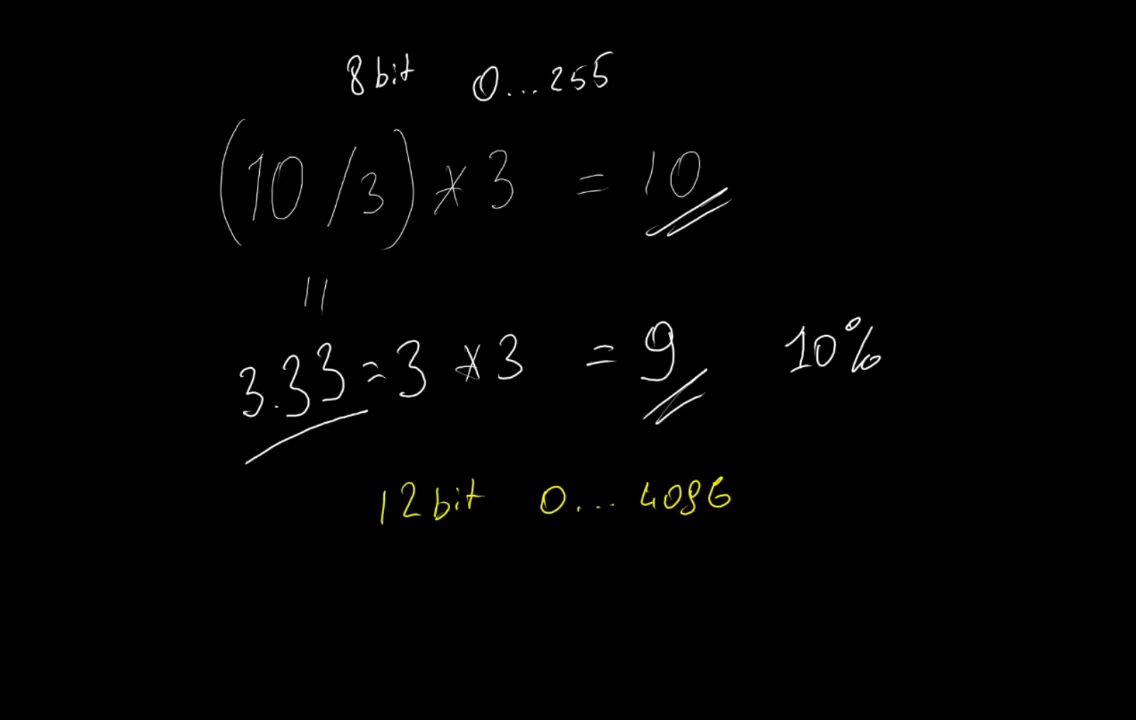 8bit 0...255
(10/3) * 3 = 10
||
3.33 = 3 * 3 = 9 10%
12bit 0... 4096